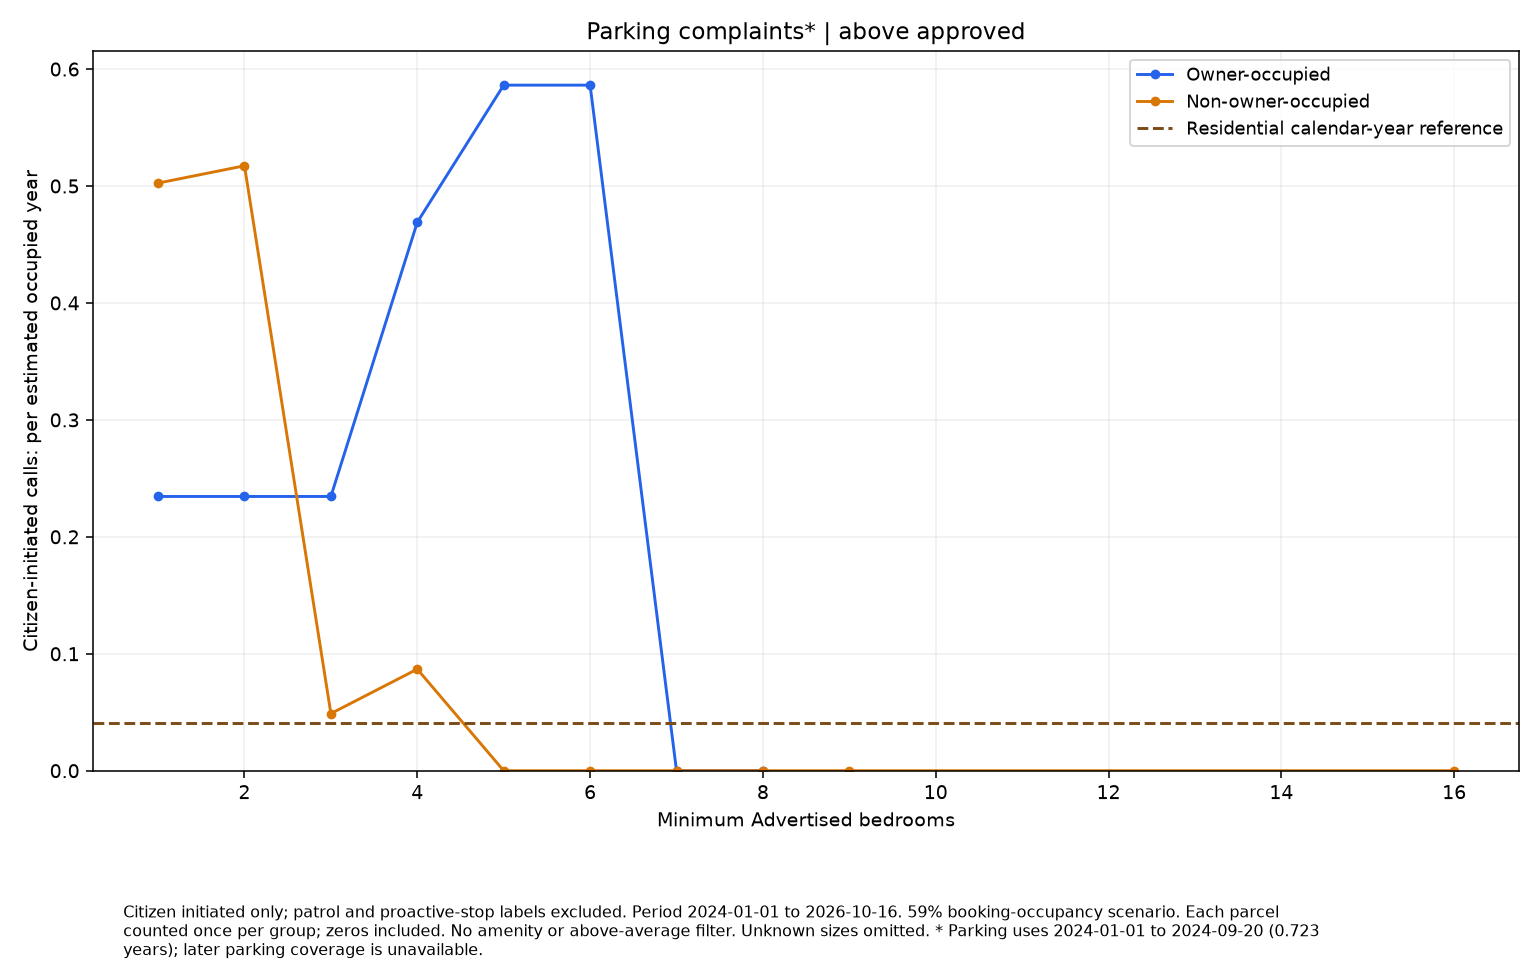 Parking complaints* | above approved
Owner-occupied
Non-owner-occupied
Residential calendar-year reference
Citizen-initiated calls: per estimated occupied year
0.6
0.5
0.4
0.3
0.2
0.1
0.0
2 4 6 8 10 12 14 16
Minimum Advertised bedrooms
Citizen initiated only; patrol and proactive-stop labels excluded. Period 2024-01-01 to 2026-10-16. 59% booking-occupancy scenario. Each parcel
counted once per group; zeros included. No amenity or above-average filter. Unknown sizes omitted. * Parking uses 2024-01-01 to 2024-09-20 (0.723
years); later parking coverage is unavailable.